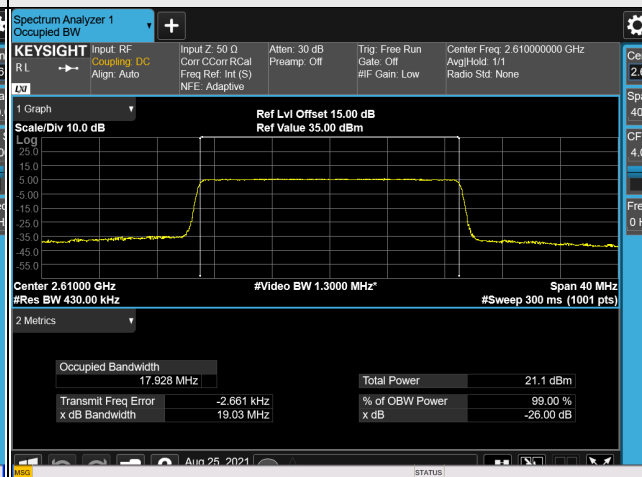 Spectrum Analyzer 1
Occupied BW
KEYSIGHT Input: RF Input Z: 50 Ω Atten: 30 dB Trig: Free Run Center Freq: 2.610000000 GHz
R L Coupling: DC Corr CCorr RCal Preamp: Off Gate: Off Avg|Hold: 1/1
Align: Auto Freq Ref: Int (S) #IF Gain: Low Radio Std: None
LXI NFE: Adaptive
1 Graph
Ref Lvl Offset 15.00 dB
Scale/Div 10.0 dB Ref Value 35.00 dBm
Log
25.0
15.0
5.00
-5.00
-15.0
-25.0
-35.0
-45.0
-55.0
Center 2.61000 GHz #Video BW 1.3000 MHz* Span 40 MHz
#Res BW 430.00 kHz #Sweep 300 ms (1001 pts)
2 Metrics
Occupied Bandwidth
17.928 MHz Total Power 21.1 dBm
Transmit Freq Error -2.661 kHz % of OBW Power 99.00 %
x dB Bandwidth 19.03 MHz x dB -26.00 dB
Aug 25, 2021
MSG STATUS